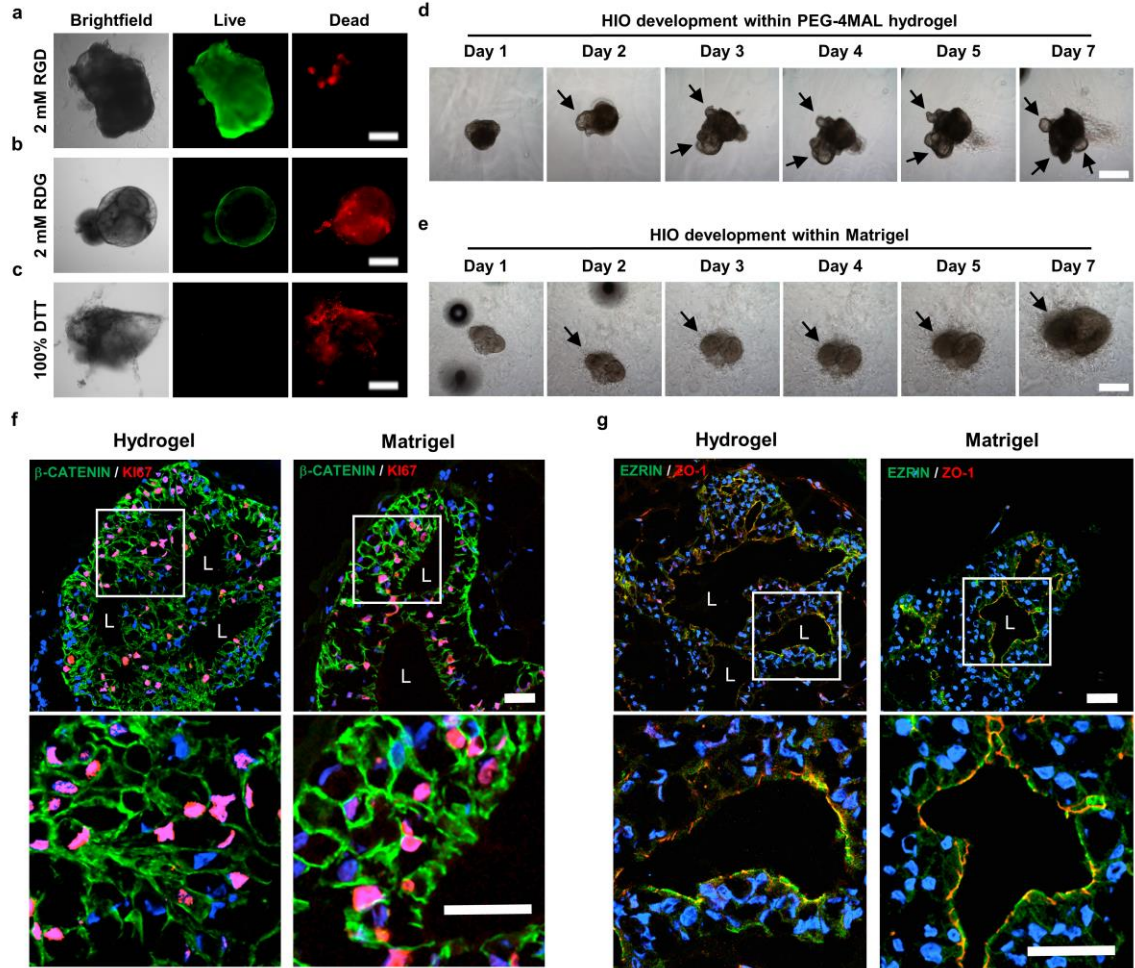 a
Brightfield Live Dead
2 mM RGD
b
2 mM RDG
c
100% DTT
d
HIO development within PEG-4MAL hydrogel
Day 1 Day 2 Day 3 Day 4 Day 5 Day 7
e
HIO development within Matrigel
Day 1 Day 2 Day 3 Day 4 Day 5 Day 7
f
Hydrogel Matrigel
β-CATENIN / KI67 β-CATENIN / KI67
L
L
L
L
L
g
Hydrogel Matrigel
EZRIN / ZO-1 EZRIN / ZO-1
L
L
L
L